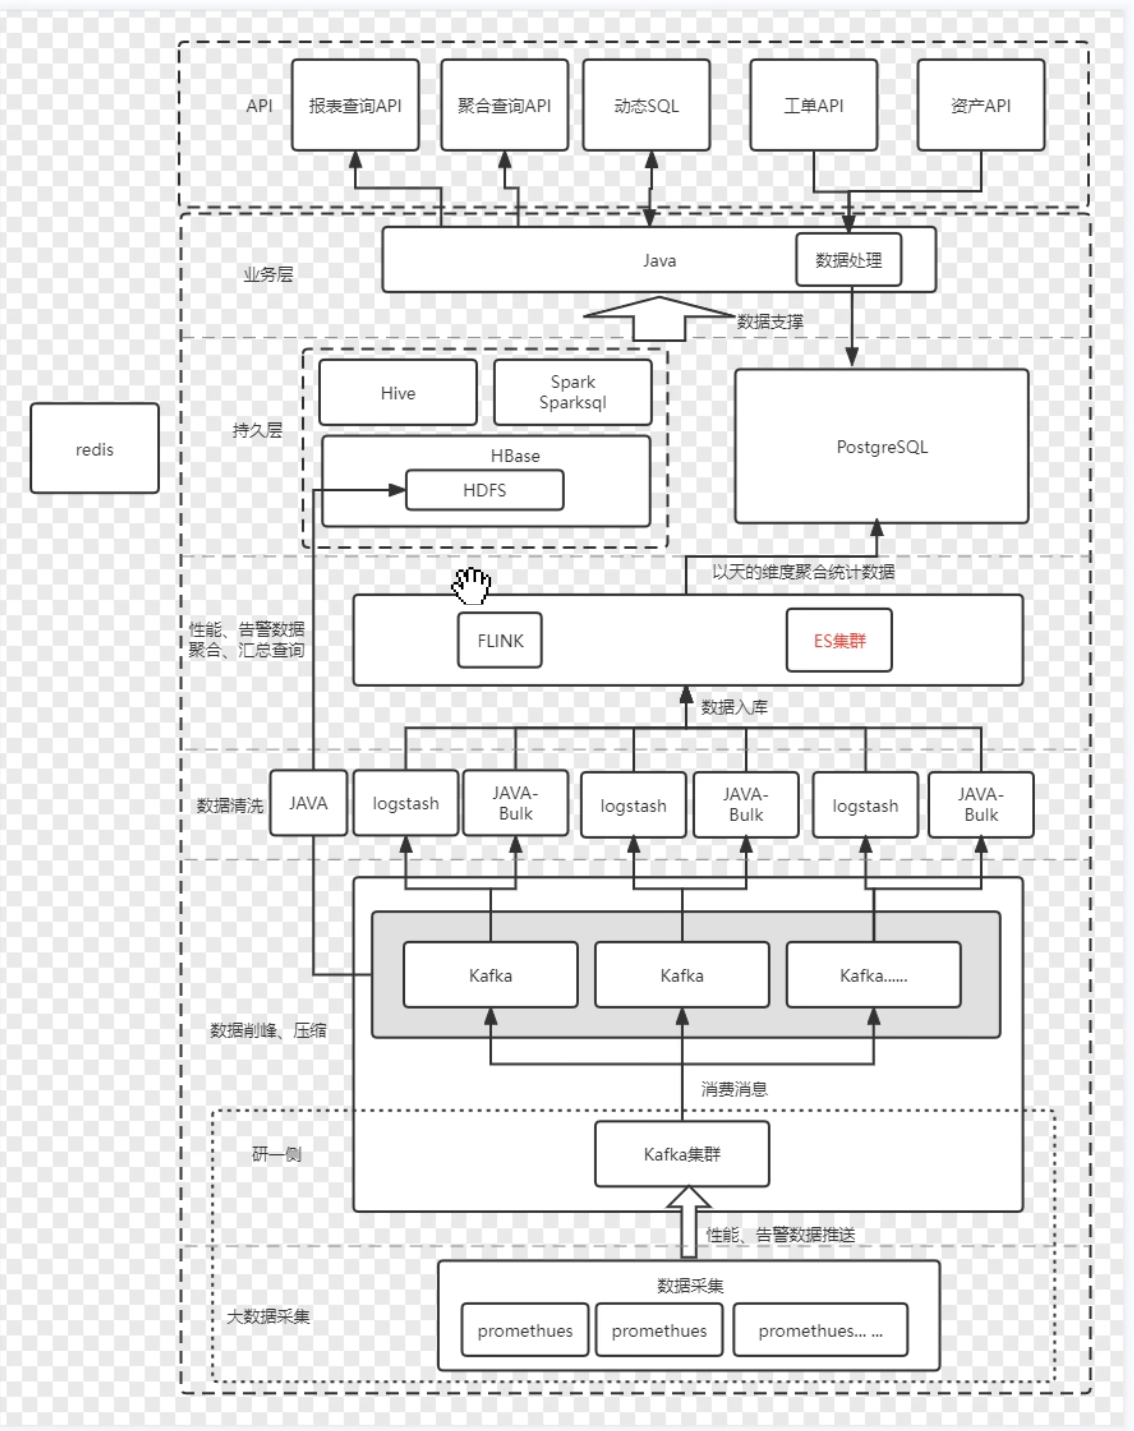 API
报表查询API
聚合查询API
动态SQL
工单API
资产API
业务层
Java
数据处理
数据支撑
redis
持久层
Hive
Spark
Sparksql
HBase
HDFS
PostgreSQL
以天的维度聚合统计数据
性能、告警数据
聚合、汇总查询
FLINK
ES集群
数据入库
数据清洗
JAVA
logstash
JAVA-
Bulk
logstash
JAVA-
Bulk
logstash
JAVA-
Bulk
数据削峰、压缩
Kafka
Kafka
Kafka......
消费消息
研一侧
Kafka集群
性能、告警数据推送
大数据采集
数据采集
promethues
promethues
promethues... ...